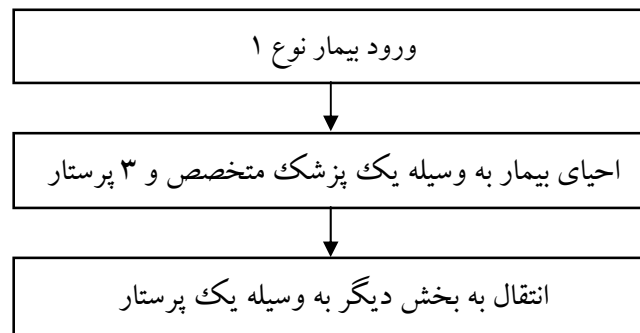 ورود بیمار نوع ۱
احیای بیمار به وسیله یک پزشک متخصص و ۳ پرستار
انتقال به بخش دیگر به وسیله یک پرستار